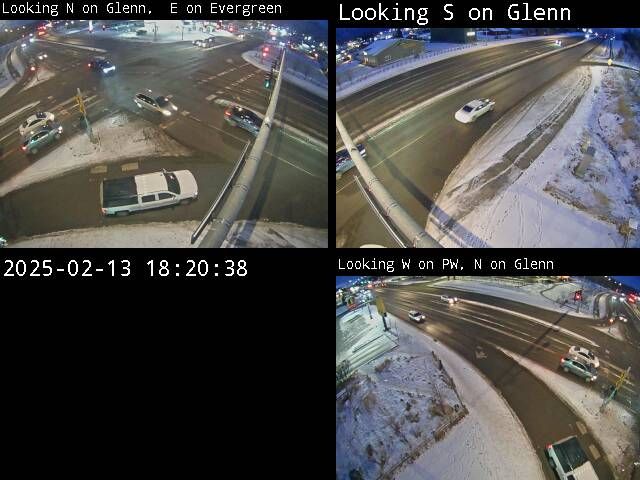 Looking N on Glenn,  E on Evergreen
Looking S on Glenn
2025-02-13 18:20:38
Looking W on PW, N on Glenn